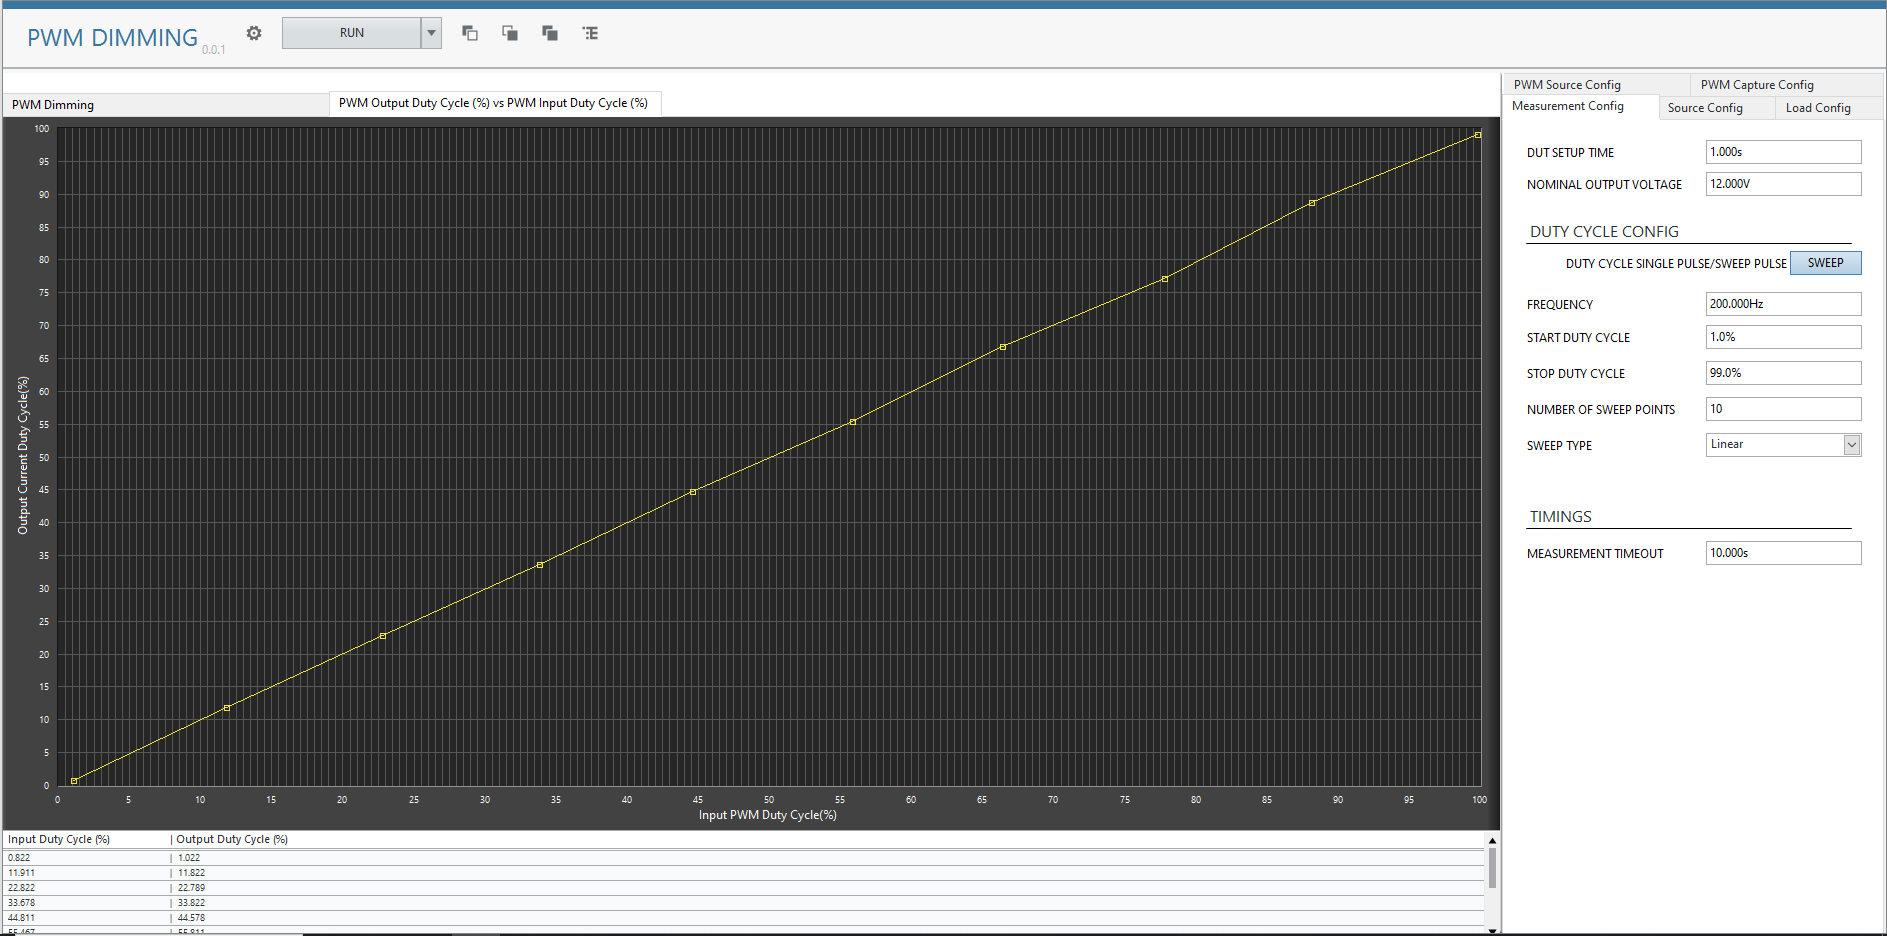 PWM DIMMING 0.0.1
RUN
PWM Dimming
PWM Output Duty Cycle (%) vs PWM Input Duty Cycle (%)
100
95
90
85
80
75
70
65
60
55
50
45
40
35
30
25
20
15
10
5
0
Output Current Duty Cycle(%)
0 5 10 15 20 25 30 35 40 45 50 55 60 65 70 75 80 85 90 95 100
Input PWM Duty Cycle(%)
Input Duty Cycle (%) | Output Duty Cycle (%)
0.822 | 1.022
11.911 | 11.822
22.822 | 22.789
33.678 | 33.822
44.811 | 44.578
55.467 | 55.811
PWM Source Config
PWM Capture Config
Measurement Config
Source Config
Load Config
DUT SETUP TIME 1.000s
NOMINAL OUTPUT VOLTAGE 12.000V
DUTY CYCLE CONFIG
DUTY CYCLE SINGLE PULSE/SWEEP PULSE SWEEP
FREQUENCY 200.000Hz
START DUTY CYCLE 1.0%
STOP DUTY CYCLE 99.0%
NUMBER OF SWEEP POINTS 10
SWEEP TYPE Linear
TIMINGS
MEASUREMENT TIMEOUT 10.000s